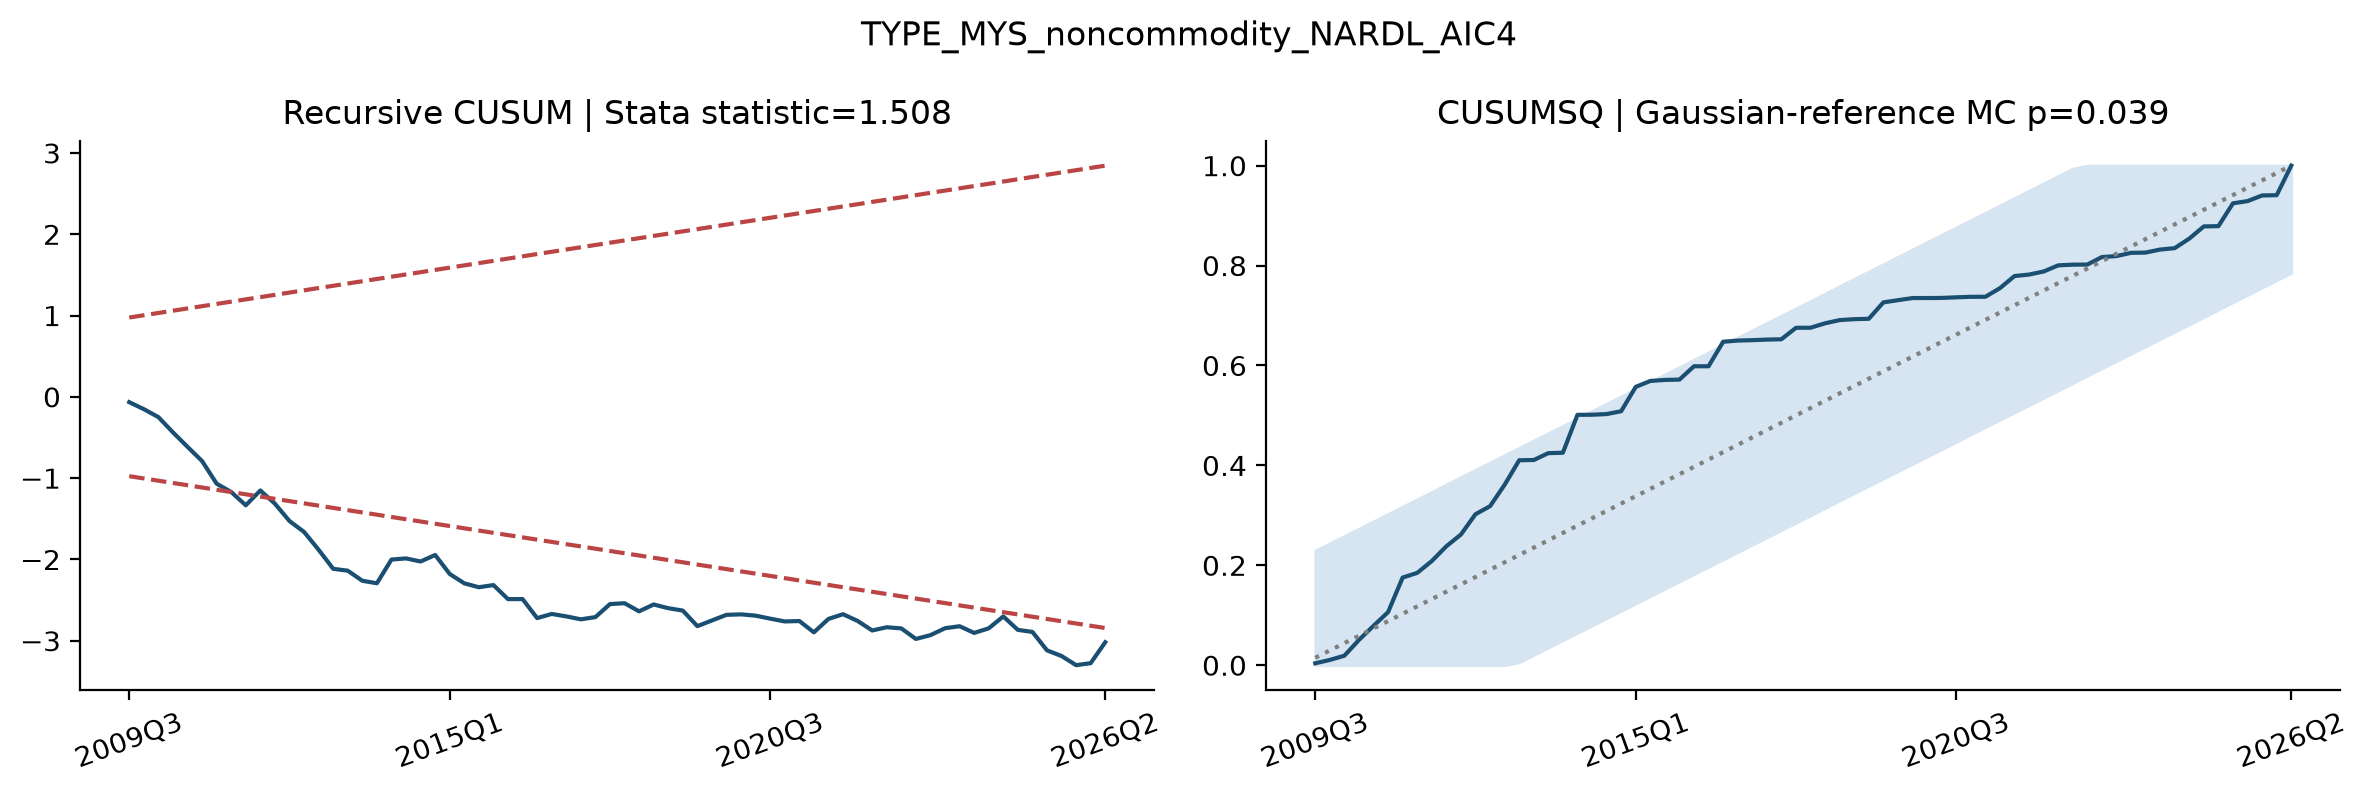 TYPE_MYS_noncommodity_NARDL_AIC4
Recursive CUSUM | Stata statistic=1.508
3
2
1
0
−1
−2
−3
2009Q3
2015Q1
2020Q3
2026Q2
CUSUMSQ | Gaussian-reference MC p=0.039
1.0
0.8
0.6
0.4
0.2
0.0
2009Q3
2015Q1
2020Q3
2026Q2